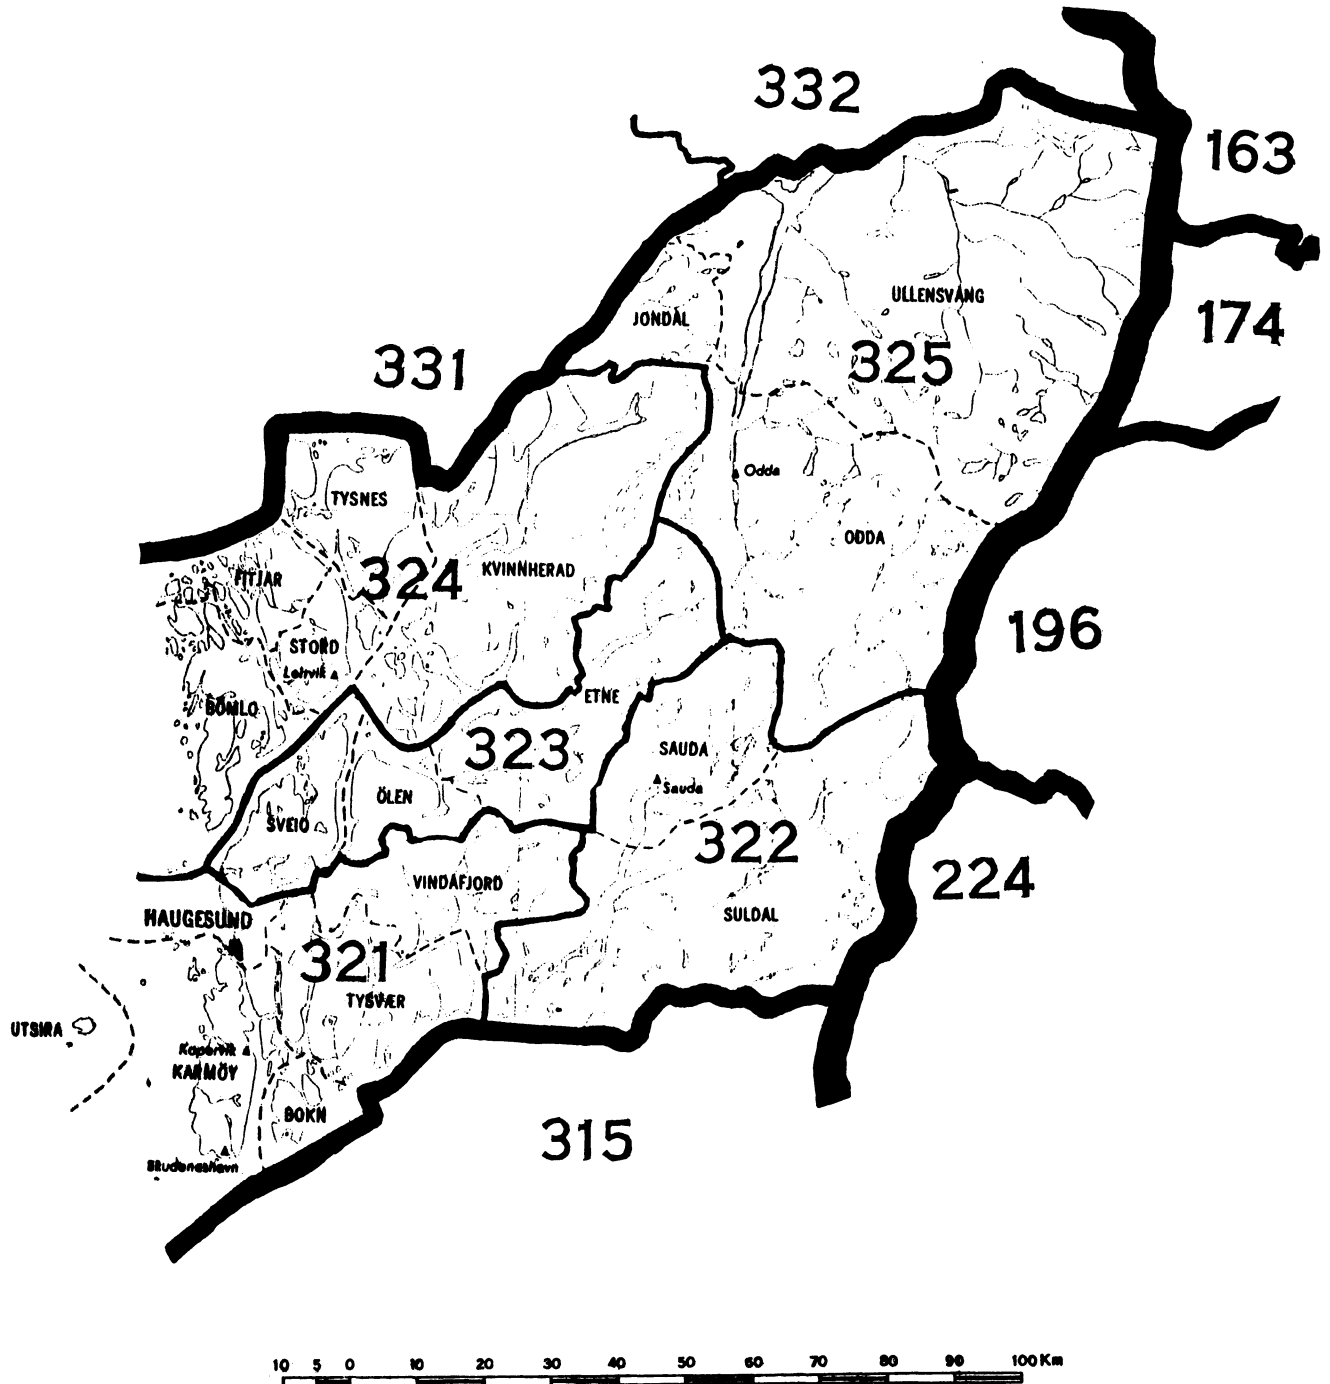 332
163
174
ULLENSVANG
JONDAL
325
331
Odda
TYSNES
ODDA
FITJAR
324
KVINNHERAD
196
STORD
Leirvik
ETNE
BÖMLO
323
SAUDA
Sauda
ÖLEN
SVEIO
322
224
VINDAFJORD
SULDAL
HAUGESUND
321
TYSVÆR
UTSIRA
Kopervik
KARMÖY
BOKN
315
Skudeneshavn
10 5 0 10 20 30 40 50 60 70 80 90 100 Km